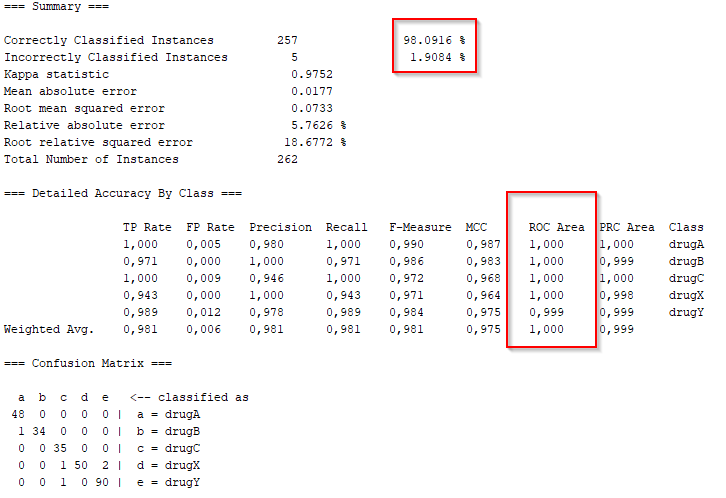 === Summary ===
Correctly Classified Instances 257 98.0916 %
Incorrectly Classified Instances 5 1.9084 %
Kappa statistic 0.9752
Mean absolute error 0.0177
Root mean squared error 0.0733
Relative absolute error 5.7626 %
Root relative squared error 18.6772 %
Total Number of Instances 262
=== Detailed Accuracy By Class ===
TP Rate FP Rate Precision Recall F-Measure MCC ROC Area PRC Area Class
1,000 0,005 0,980 1,000 0,990 0,987 1,000 1,000 drugA
0,971 0,000 1,000 0,971 0,986 0,983 1,000 0,999 drugB
1,000 0,009 0,946 1,000 0,972 0,968 1,000 1,000 drugC
0,943 0,000 1,000 0,943 0,971 0,964 1,000 0,998 drugX
0,989 0,012 0,978 0,989 0,984 0,975 0,999 0,999 drugY
Weighted Avg. 0,981 0,006 0,981 0,981 0,981 0,975 1,000 0,999
=== Confusion Matrix ===
a b c d e <-- classified as
48 0 0 0 0 | a = drugA
1 34 0 0 0 | b = drugB
0 0 35 0 0 | c = drugC
0 0 1 50 2 | d = drugX
0 0 1 0 90 | e = drugY